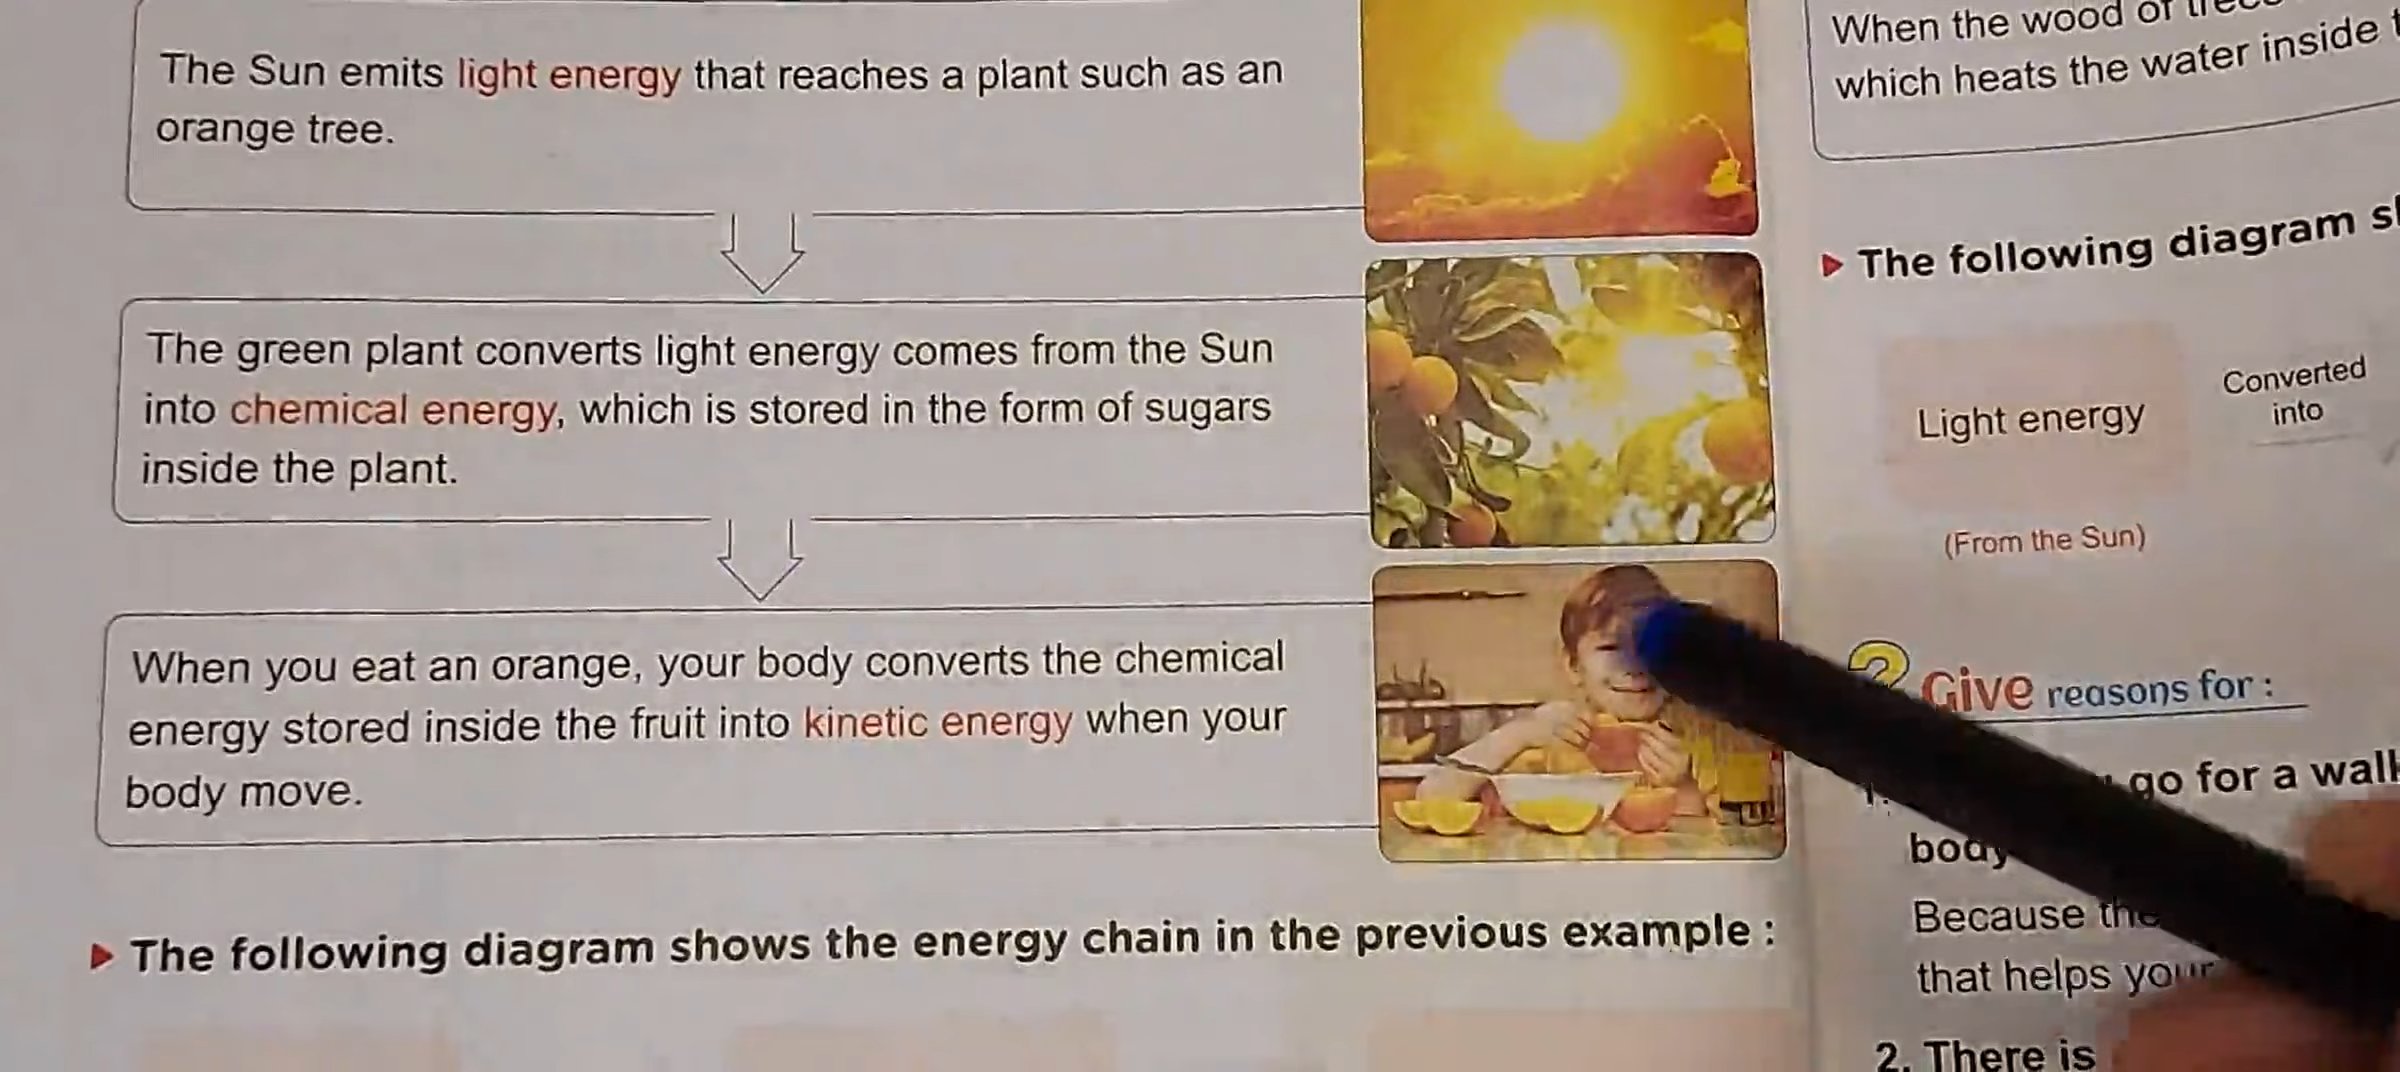 The Sun emits light energy that reaches a plant such as an
orange tree.
The green plant converts light energy comes from the Sun
into chemical energy, which is stored in the form of sugars
inside the plant.
When you eat an orange, your body converts the chemical
energy stored inside the fruit into kinetic energy when your
body move.
The following diagram shows the energy chain in the previous example :
When the wood of
which heats the water inside
The following diagram
Light energy
Converted
into
(From the Sun)
Give reasons for :
go for a walk
body
Because the
that helps your
2. There is